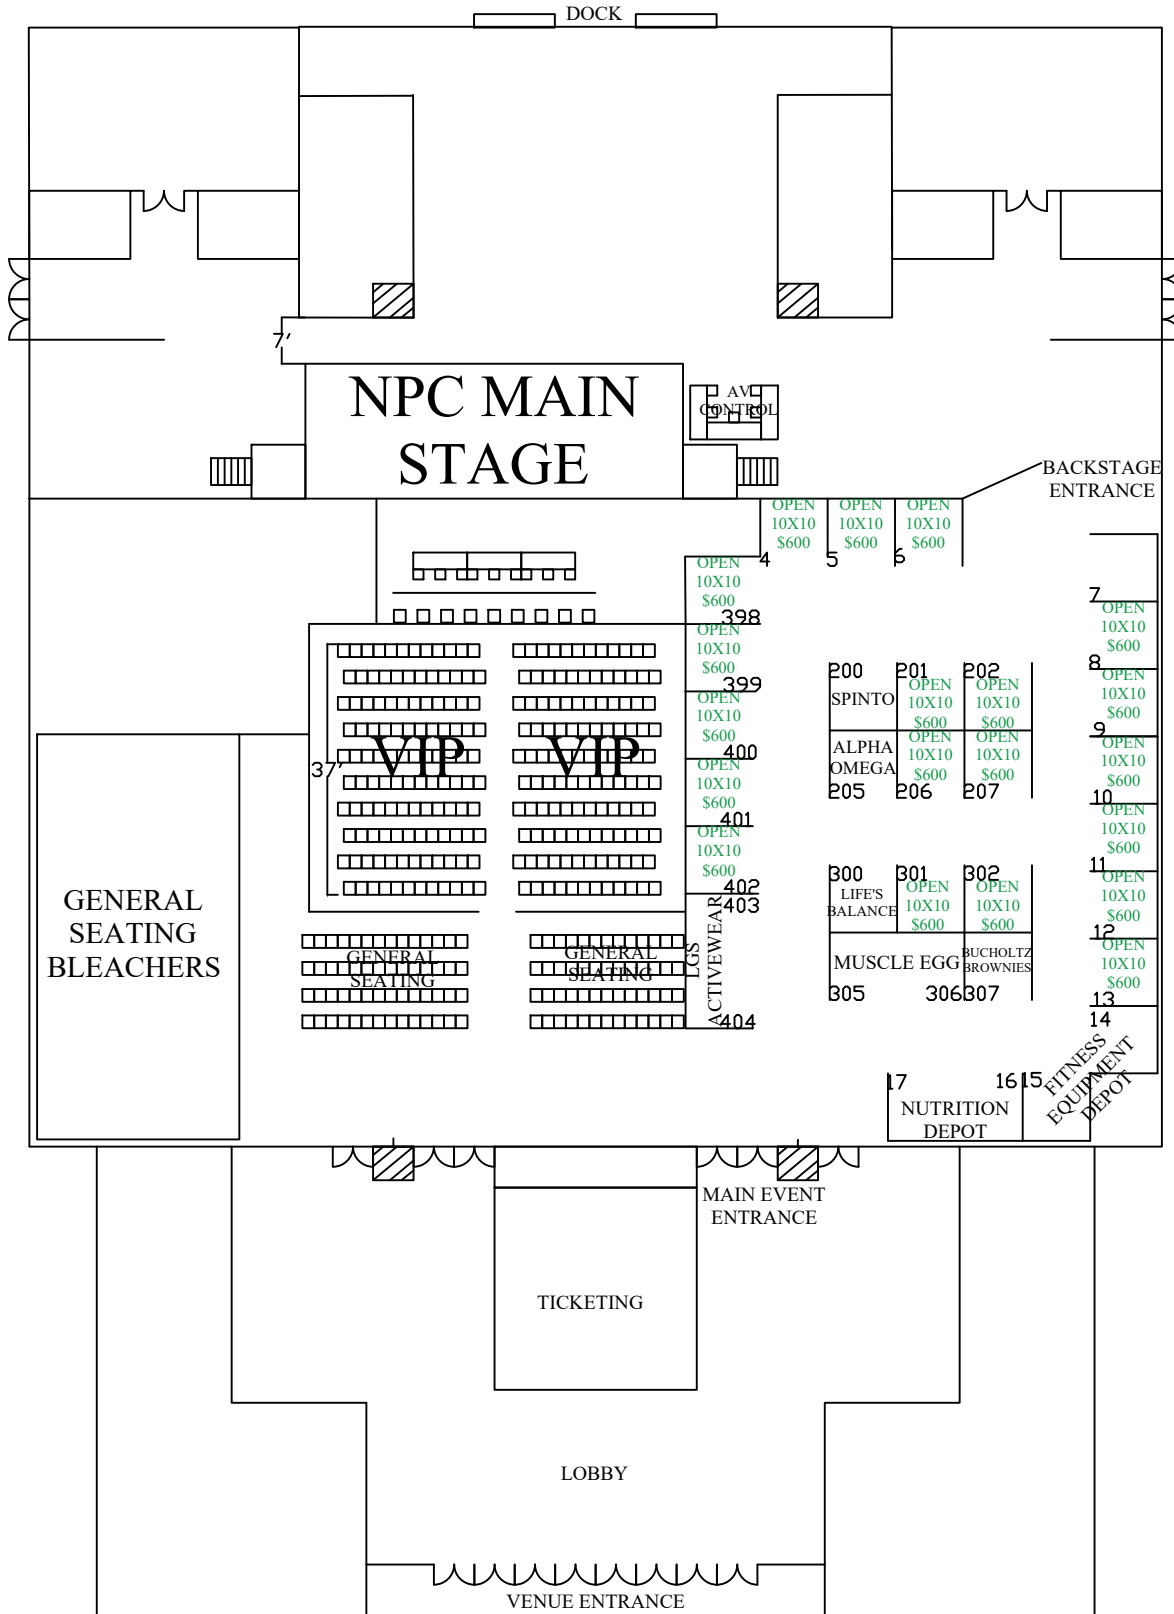 DOCK
7'
NPC MAIN
STAGE
AV
CONTROL
BACKSTAGE
ENTRANCE
OPEN
10X10
$600
4
OPEN
10X10
$600
5
OPEN
10X10
$600
6
OPEN
10X10
$600
398
OPEN
10X10
$600
399
OPEN
10X10
$600
400
OPEN
10X10
$600
401
OPEN
10X10
$600
402
403
LGS
ACTIVEWEAR
404
7
OPEN
10X10
$600
8
OPEN
10X10
$600
9
OPEN
10X10
$600
10
OPEN
10X10
$600
11
OPEN
10X10
$600
12
OPEN
10X10
$600
13
14
FITNESS
EQUIPMENT
DEPOT
15
16
17
NUTRITION
DEPOT
200
SPINTO
201
OPEN
10X10
$600
202
OPEN
10X10
$600
ALPHA
OMEGA
205
OPEN
10X10
$600
206
OPEN
10X10
$600
207
300
LIFE'S
BALANCE
301
OPEN
10X10
$600
302
OPEN
10X10
$600
MUSCLE EGG
305
306
BUCHOLTZ
BROWNIES
307
37'
VIP
VIP
GENERAL
SEATING
BLEACHERS
GENERAL
SEATING
GENERAL
SEATING
MAIN EVENT
ENTRANCE
TICKETING
LOBBY
VENUE ENTRANCE